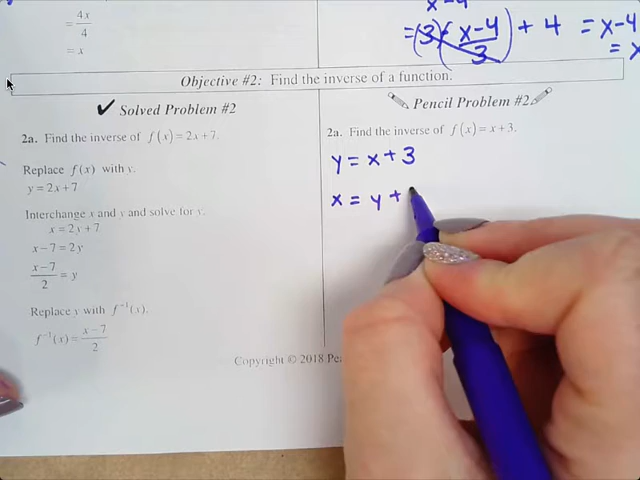 = 4x/4
= x
x-4
= (3)(x-4/3) + 4 = x-4
= x
Objective #2: Find the inverse of a function.
✔ Solved Problem #2
2a. Find the inverse of f(x) = 2x+7.
Replace f(x) with y.
y = 2x+7
Interchange x and y and solve for y.
x = 2y+7
x-7 = 2y
x-7/2 = y
Replace y with f⁻¹(x).
f⁻¹(x) = x-7/2
Pencil Problem #2
2a. Find the inverse of f(x) = x+3.
y = x+3
x = y+
Copyright © 2018